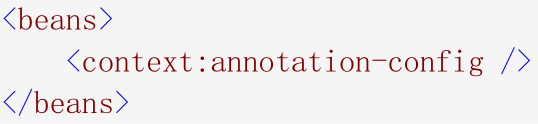 <beans>
    <context:annotation-config />
</beans>